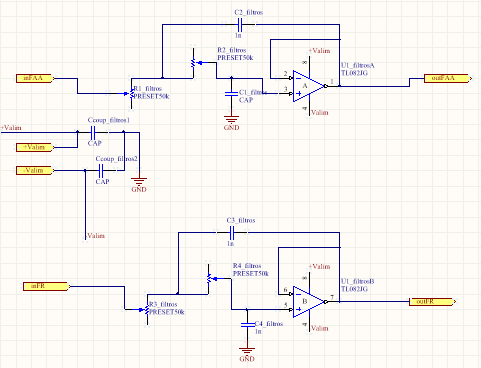 C2_filtros
1n
R2_filtros
PRESET50k
+Valim
U1_filtrosA
TL082JG
8
2
1
A
3
4
inFAA
outFAA
R1_filtros
PRESET50k
C1_filtros
CAP
+Valim
GND
Ccoup_filtros1
+Valim
CAP
+Valim
Ccoup_filtros2
-Valim
CAP
GND
+Valim
C3_filtros
1n
R4_filtros
PRESET50k
+Valim
U1_filtrosB
TL082JG
8
6
7
B
5
4
inFR
outFR
R3_filtros
PRESET50k
C4_filtros
1n
+Valim
GND